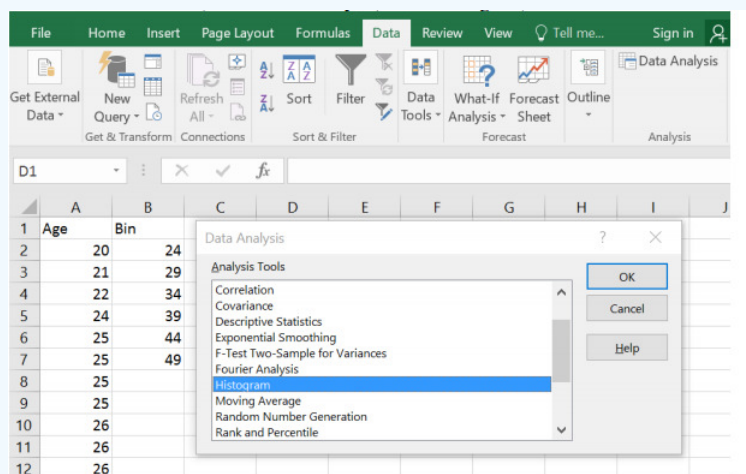 File Home Insert Page Layout Formulas Data Review View Tell me... Sign in
Get External Data New Query Refresh All Sort Filter Data Tools What-If Analysis Forecast Sheet Outline Data Analysis
Get & Transform Connections Sort & Filter Forecast Analysis
D1 fx
A B C D E F G H I J
1 Age Bin
2 20 24
3 21 29
4 22 34
5 24 39
6 25 44
7 25 49
8 25
9 25
10 26
11 26
12 26
Data Analysis ?
Analysis Tools
Correlation
Covariance
Descriptive Statistics
Exponential Smoothing
F-Test Two-Sample for Variances
Fourier Analysis
Histogram
Moving Average
Random Number Generation
Rank and Percentile
OK
Cancel
Help